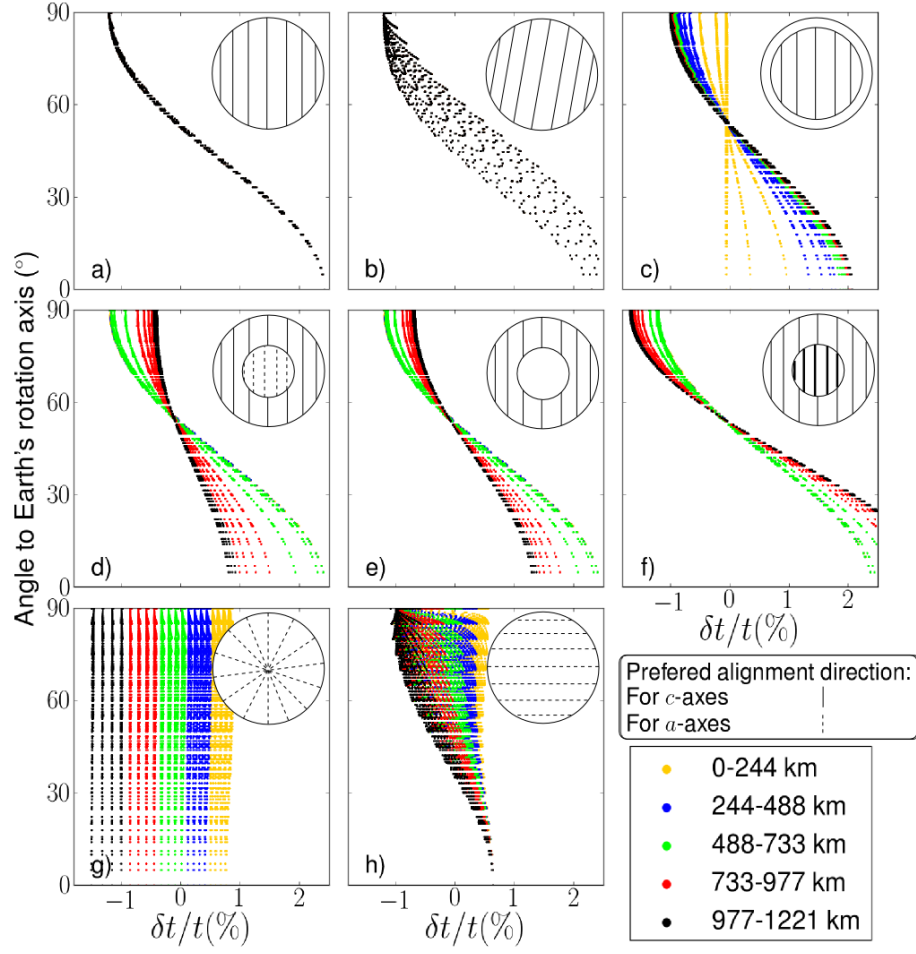 90
60
30
0
a)
b)
c)
90
60
30
0
d)
e)
f)
90
60
30
0
g)
h)
Angle to Earth's rotation axis (°)
−1 0 1 2
δt/t(%)
−1 0 1 2
δt/t(%)
−1 0 1 2
δt/t(%)
Prefered alignment direction:
For c-axes
For a-axes
0-244 km
244-488 km
488-733 km
733-977 km
977-1221 km